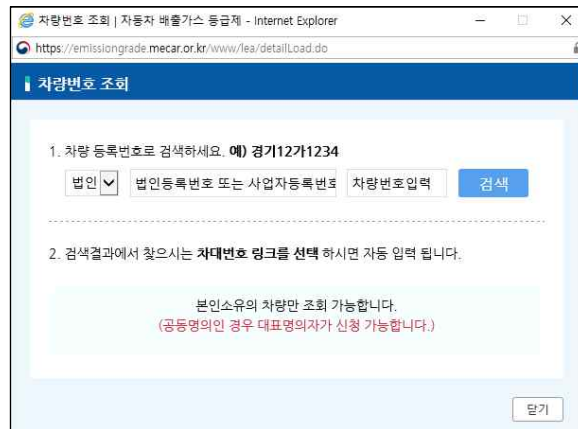 차량번호 조회 | 자동차 배출가스 등급제 - Internet Explorer
https://emissiongrade.mecar.or.kr/www/lea/detailLoad.do
차량번호 조회
1. 차량 등록번호로 검색하세요. 예) 경기12가1234
법인 법인등록번호 또는 사업자등록번호 차량번호입력 검색
2. 검색결과에서 찾으시는 차대번호 링크를 선택 하시면 자동 입력 됩니다.
본인소유의 차량만 조회 가능합니다.
(공동명의인 경우 대표명의자가 신청 가능합니다.)
닫기